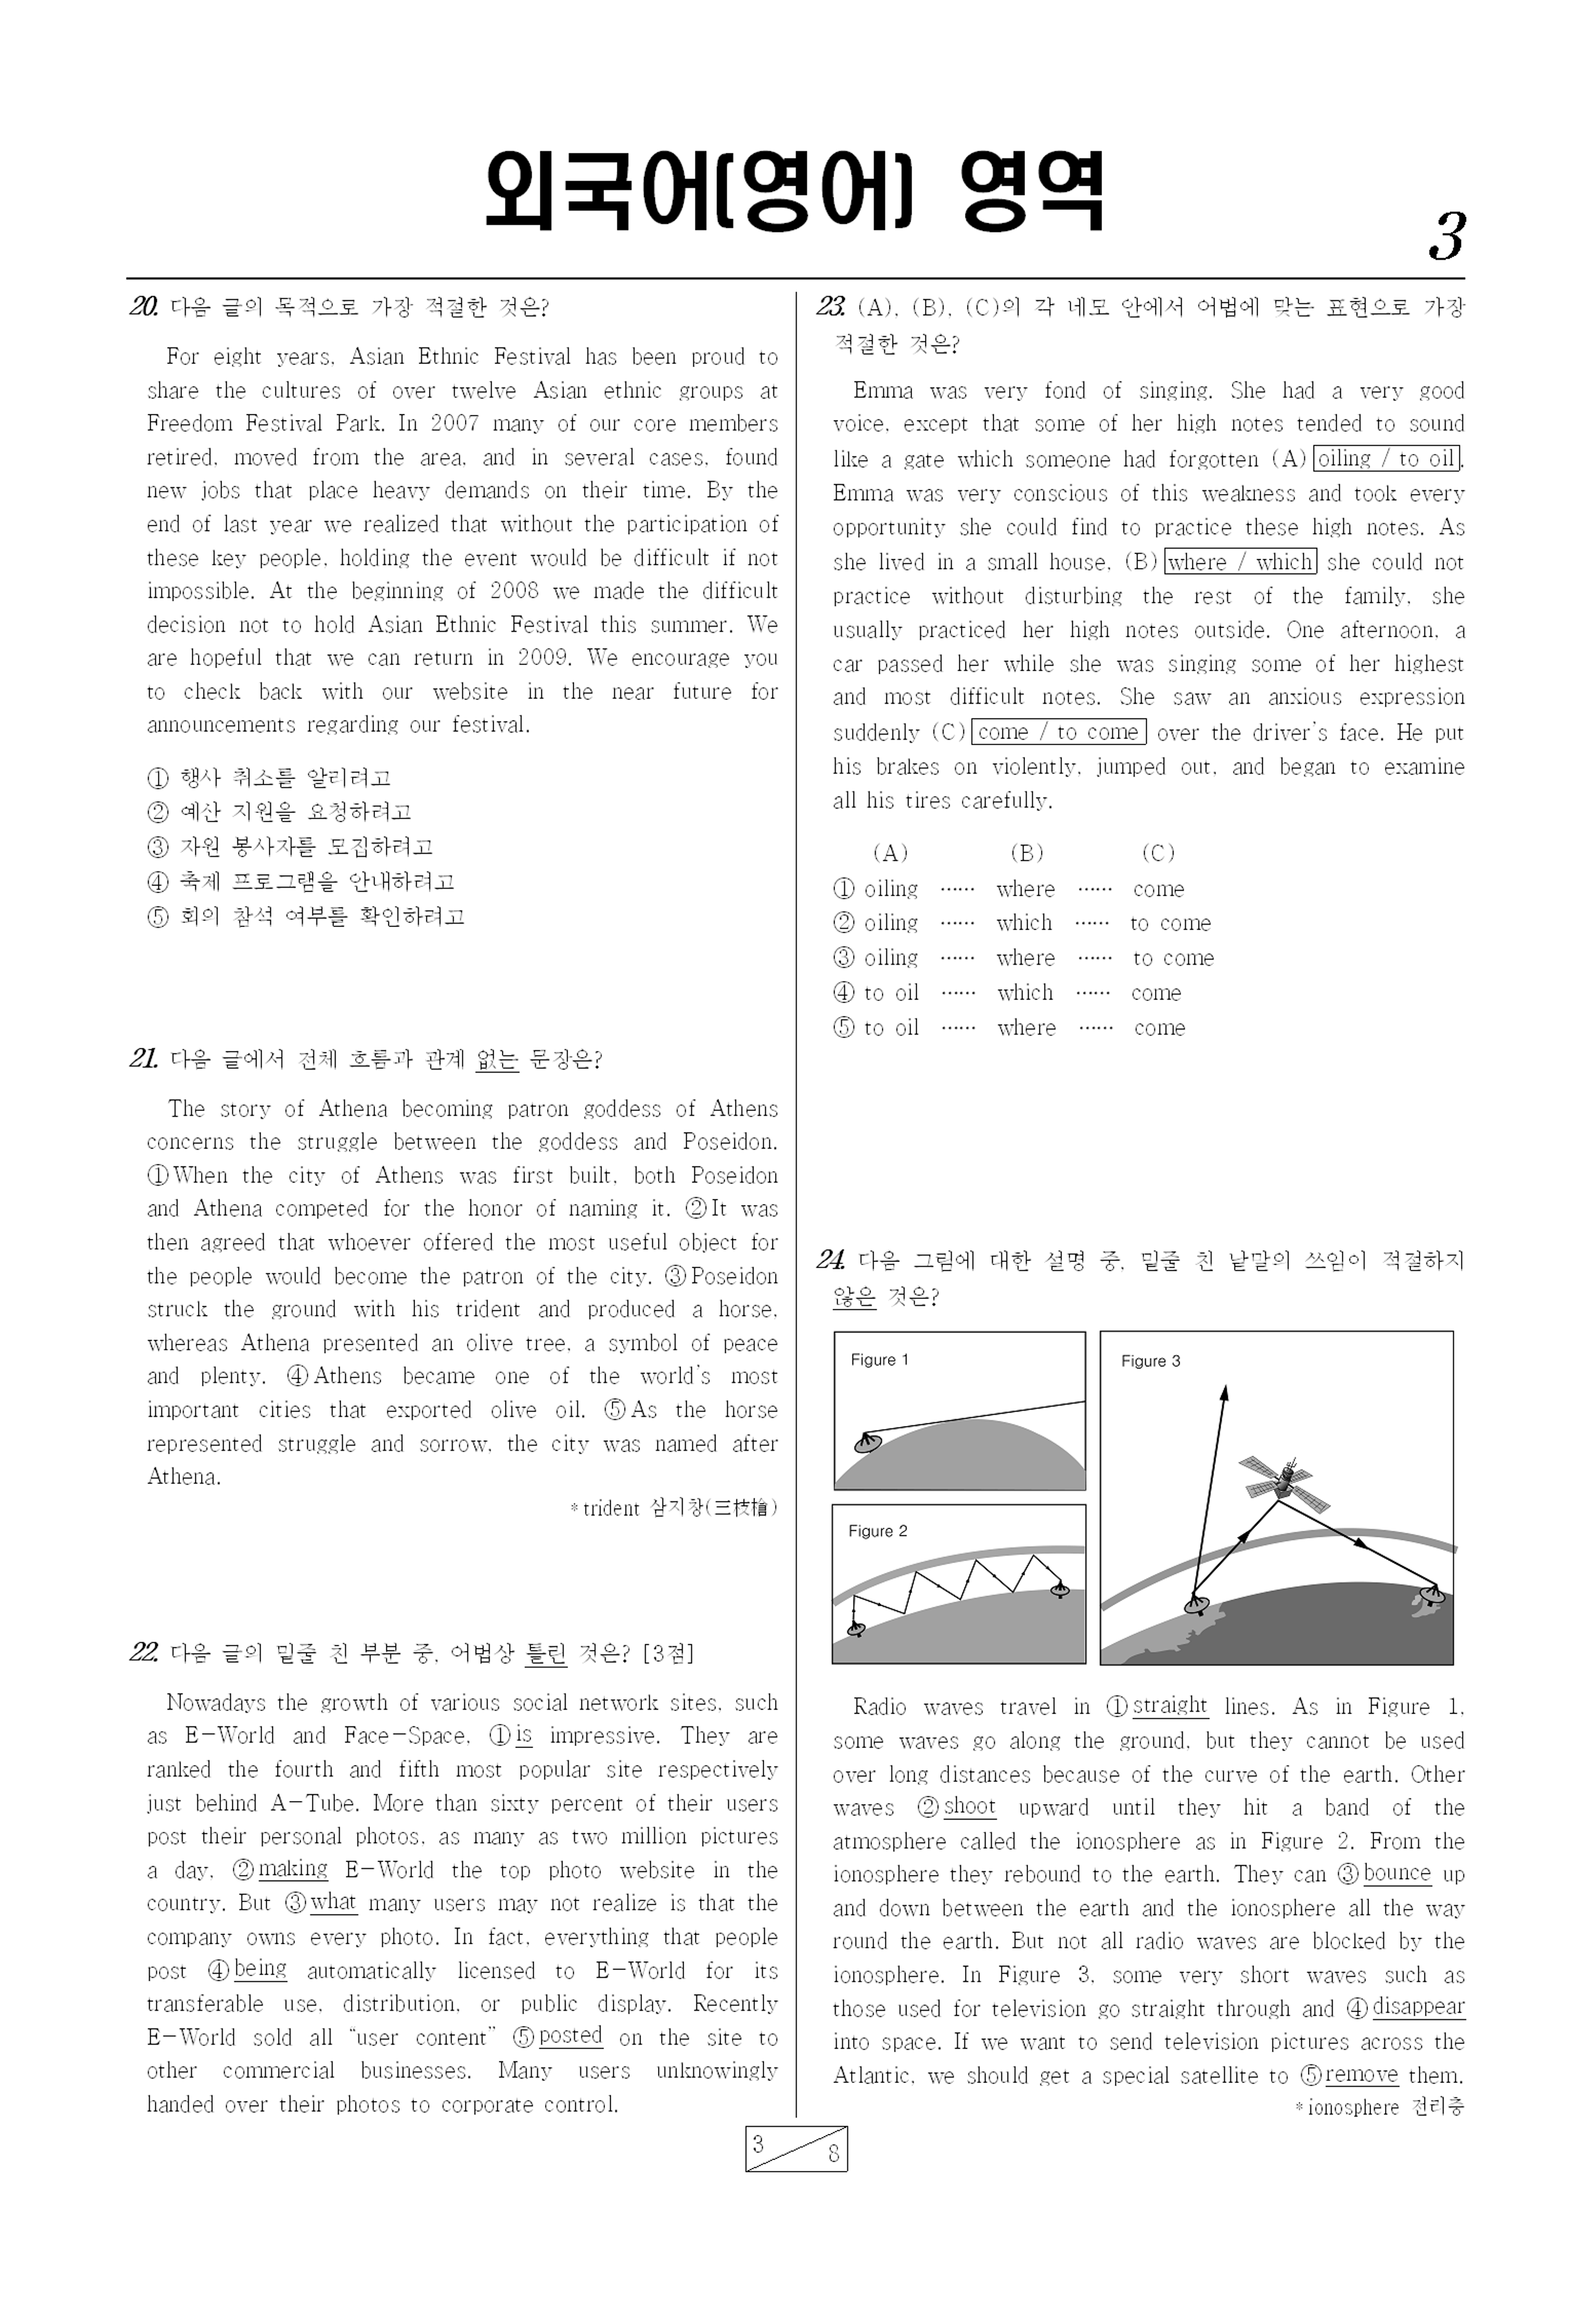 외국어(영어) 영역
3
20. 다음 글의 목적으로 가장 적절한 것은?
For eight years, Asian Ethnic Festival has been proud to
share the cultures of over twelve Asian ethnic groups at
Freedom Festival Park. In 2007 many of our core members
retired, moved from the area, and in several cases, found
new jobs that place heavy demands on their time. By the
end of last year we realized that without the participation of
these key people, holding the event would be difficult if not
impossible. At the beginning of 2008 we made the difficult
decision not to hold Asian Ethnic Festival this summer. We
are hopeful that we can return in 2009. We encourage you
to check back with our website in the near future for
announcements regarding our festival.
① 행사 취소를 알리려고
② 예산 지원을 요청하려고
③ 자원 봉사자를 모집하려고
④ 축제 프로그램을 안내하려고
⑤ 회의 참석 여부를 확인하려고
21. 다음 글에서 전체 흐름과 관계 없는 문장은?
The story of Athena becoming patron goddess of Athens
concerns the struggle between the goddess and Poseidon.
①When the city of Athens was first built, both Poseidon
and Athena competed for the honor of naming it. ②It was
then agreed that whoever offered the most useful object for
the people would become the patron of the city. ③Poseidon
struck the ground with his trident and produced a horse,
whereas Athena presented an olive tree, a symbol of peace
and plenty. ④Athens became one of the world's most
important cities that exported olive oil. ⑤As the horse
represented struggle and sorrow, the city was named after
Athena.
* trident 삼지창(三枝槍)
22. 다음 글의 밑줄 친 부분 중, 어법상 틀린 것은? [3점]
Nowadays the growth of various social network sites, such
as E-World and Face-Space, ①is impressive. They are
ranked the fourth and fifth most popular site respectively
just behind A-Tube. More than sixty percent of their users
post their personal photos, as many as two million pictures
a day, ②making E-World the top photo website in the
country. But ③what many users may not realize is that the
company owns every photo. In fact, everything that people
post ④being automatically licensed to E-World for its
transferable use, distribution, or public display. Recently
E-World sold all "user content" ⑤posted on the site to
other commercial businesses. Many users unknowingly
handed over their photos to corporate control.
23. (A), (B), (C)의 각 네모 안에서 어법에 맞는 표현으로 가장
적절한 것은?
Emma was very fond of singing. She had a very good
voice, except that some of her high notes tended to sound
like a gate which someone had forgotten (A) oiling / to oil.
Emma was very conscious of this weakness and took every
opportunity she could find to practice these high notes. As
she lived in a small house, (B) where / which she could not
practice without disturbing the rest of the family, she
usually practiced her high notes outside. One afternoon, a
car passed her while she was singing some of her highest
and most difficult notes. She saw an anxious expression
suddenly (C) come / to come over the driver's face. He put
his brakes on violently, jumped out, and began to examine
all his tires carefully.
(A) (B) (C)
① oiling …… where …… come
② oiling …… which …… to come
③ oiling …… where …… to come
④ to oil …… which …… come
⑤ to oil …… where …… come
24. 다음 그림에 대한 설명 중, 밑줄 친 낱말의 쓰임이 적절하지
않은 것은?
Figure 1
Figure 2
Figure 3
Radio waves travel in ①straight lines. As in Figure 1,
some waves go along the ground, but they cannot be used
over long distances because of the curve of the earth. Other
waves ②shoot upward until they hit a band of the
atmosphere called the ionosphere as in Figure 2. From the
ionosphere they rebound to the earth. They can ③bounce up
and down between the earth and the ionosphere all the way
round the earth. But not all radio waves are blocked by the
ionosphere. In Figure 3, some very short waves such as
those used for television go straight through and ④disappear
into space. If we want to send television pictures across the
Atlantic, we should get a special satellite to ⑤remove them.
* ionosphere 전리층
3 8